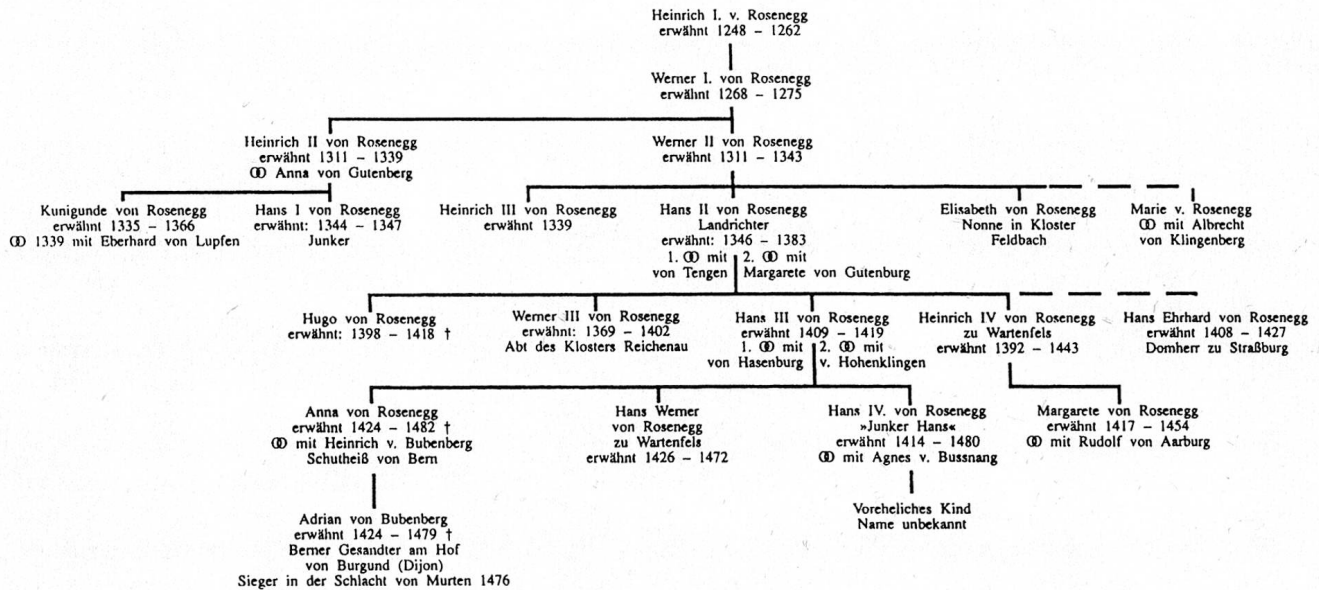 Heinrich I. v. Rosenegg
erwähnt 1248 – 1262
Werner I. von Rosenegg
erwähnt 1268 – 1275
Heinrich II von Rosenegg
erwähnt 1311 – 1339
⚭ Anna von Gutenberg
Werner II von Rosenegg
erwähnt 1311 – 1343
Kunigunde von Rosenegg
erwähnt 1335 – 1366
⚭ 1339 mit Eberhard von Lupfen
Hans I von Rosenegg
erwähnt: 1344 – 1347
Junker
Heinrich III von Rosenegg
erwähnt 1339
Hans II von Rosenegg
Landrichter
erwähnt: 1346 – 1383
1. ⚭ mit 2. ⚭ mit
von Tengen Margarete von Gutenburg
Elisabeth von Rosenegg
Nonne in Kloster
Feldbach
Marie v. Rosenegg
⚭ mit Albrecht
von Klingenberg
Hugo von Rosenegg
erwähnt: 1398 – 1418 †
Werner III von Rosenegg
erwähnt: 1369 – 1402
Abt des Klosters Reichenau
Hans III von Rosenegg
erwähnt 1409 – 1419
1. ⚭ mit 2. ⚭ mit
von Hasenburg v. Hohenklingen
Heinrich IV von Rosenegg
zu Wartenfels
erwähnt 1392 – 1443
Hans Ehrhard von Rosenegg
erwähnt 1408 – 1427
Domherr zu Straßburg
Anna von Rosenegg
erwähnt 1424 – 1482 †
⚭ mit Heinrich v. Bubenberg
Schutheiß von Bern
Hans Werner
von Rosenegg
zu Wartenfels
erwähnt 1426 – 1472
Hans IV. von Rosenegg
»Junker Hans«
erwähnt 1414 – 1480
⚭ mit Agnes v. Bussnang
Margarete von Rosenegg
erwähnt 1417 – 1454
⚭ mit Rudolf von Aarburg
Adrian von Bubenberg
erwähnt 1424 – 1479 †
Berner Gesandter am Hof
von Burgund (Dijon)
Sieger in der Schlacht von Murten 1476
Voreheliches Kind
Name unbekannt